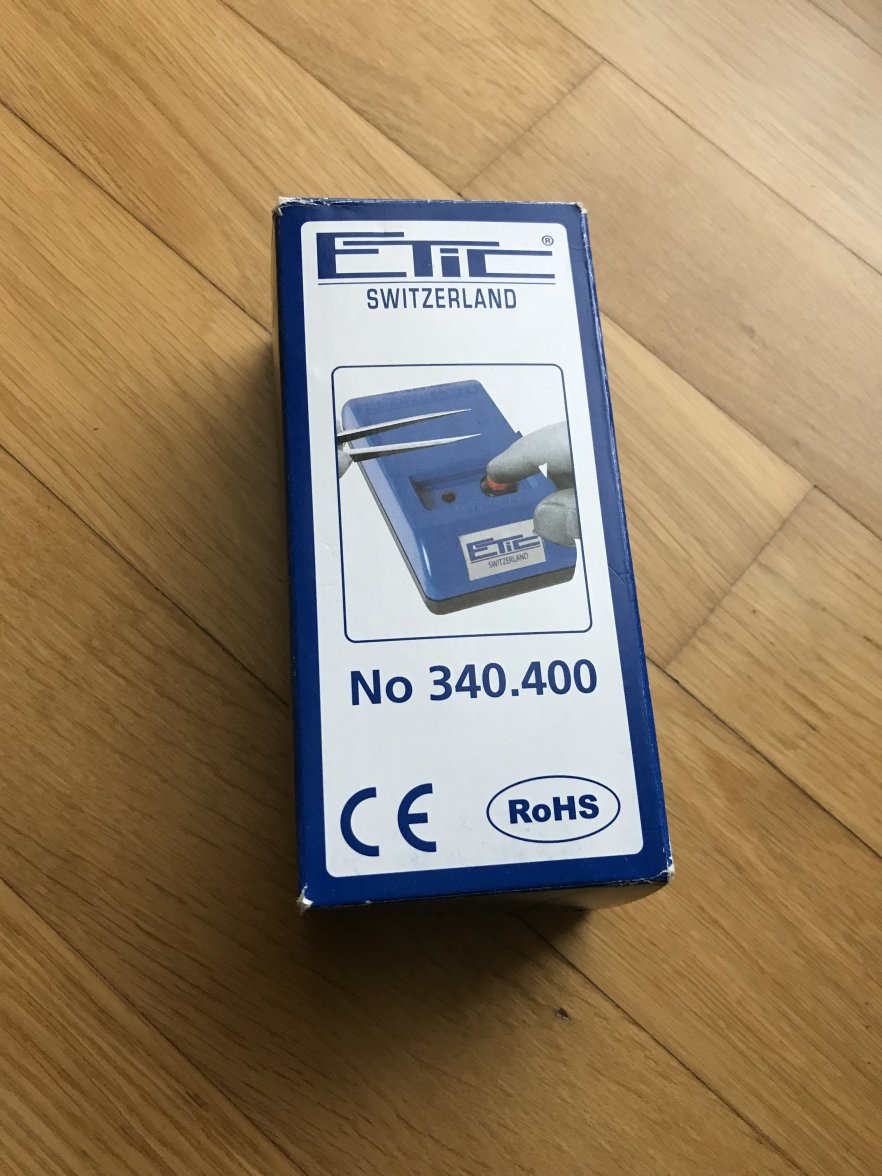 ETIC®
SWITZERLAND
ETIC
SWITZERLAND
No 340.400
CE
RoHS